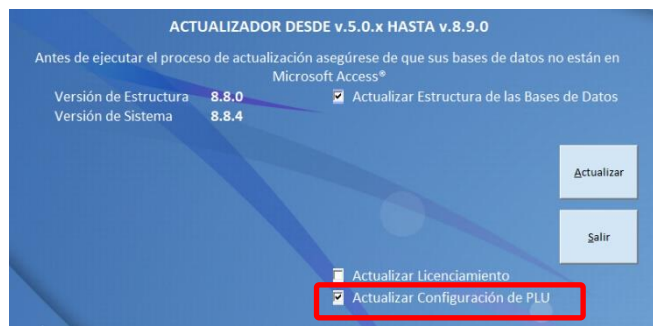 ACTUALIZADOR DESDE v.5.0.x HASTA v.8.9.0
Antes de ejecutar el proceso de actualización asegúrese de que sus bases de datos no están en
Microsoft Access®
Versión de Estructura 8.8.0
Actualizar Estructura de las Bases de Datos
Versión de Sistema 8.8.4
Actualizar
Salir
Actualizar Licenciamiento
Actualizar Configuración de PLU